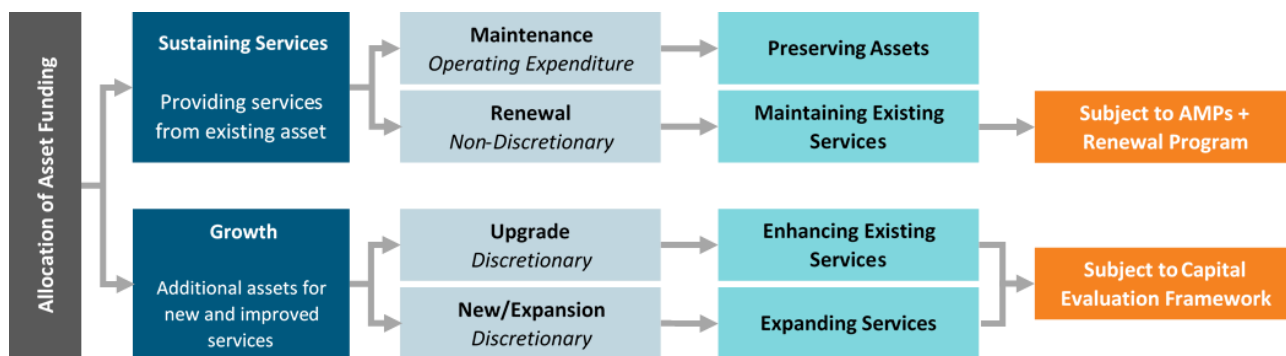 Allocation of Asset Funding
Sustaining Services
Providing services
from existing asset
Maintenance
Operating Expenditure
Preserving Assets
Renewal
Non-Discretionary
Maintaining Existing
Services
Subject to AMPs +
Renewal Program
Growth
Additional assets for
new and improved
services
Upgrade
Discretionary
Enhancing Existing
Services
New/Expansion
Discretionary
Expanding Services
Subject to Capital
Evaluation Framework